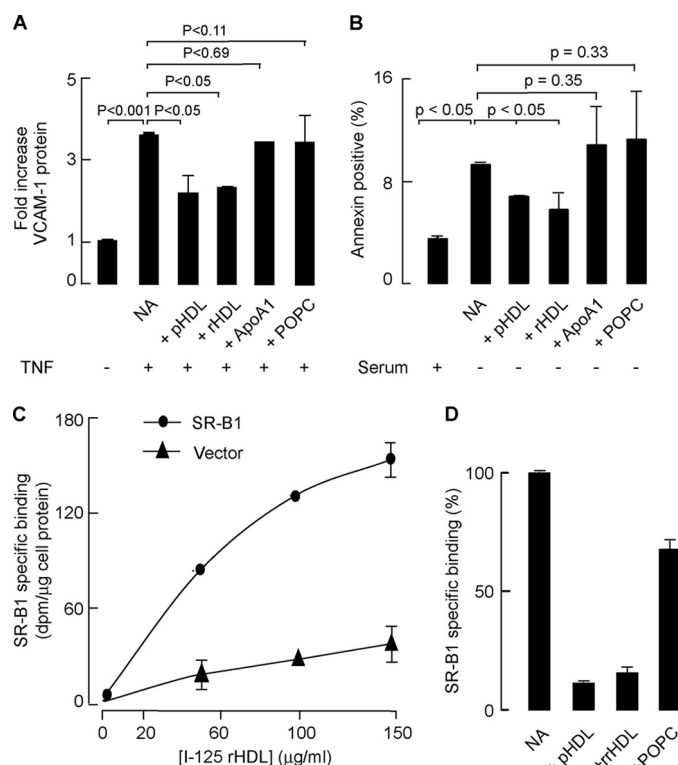 A
P<0.11
P<0.69
P<0.05
P<0.001 P<0.05
5
3
1
0
Fold increase
VCAM-1 protein
NA
+ pHDL
+ rHDL
+ ApoA1
+ POPC
TNF - + + + + +
B
p = 0.33
p = 0.35
p < 0.05 p < 0.05
16
8
0
Annexin positive (%)
NA
+ pHDL
+ rHDL
+ ApoA1
+ POPC
Serum + - - - - -
C
SR-B1
Vector
180
120
60
0
SR-B1 specific binding
(dpm/µg cell protein)
0 20 60 100 150
[I-125 rHDL] (µg/ml)
D
100
50
0
SR-B1 specific binding (%)
NA
pHDL
+rrHDL
POPC